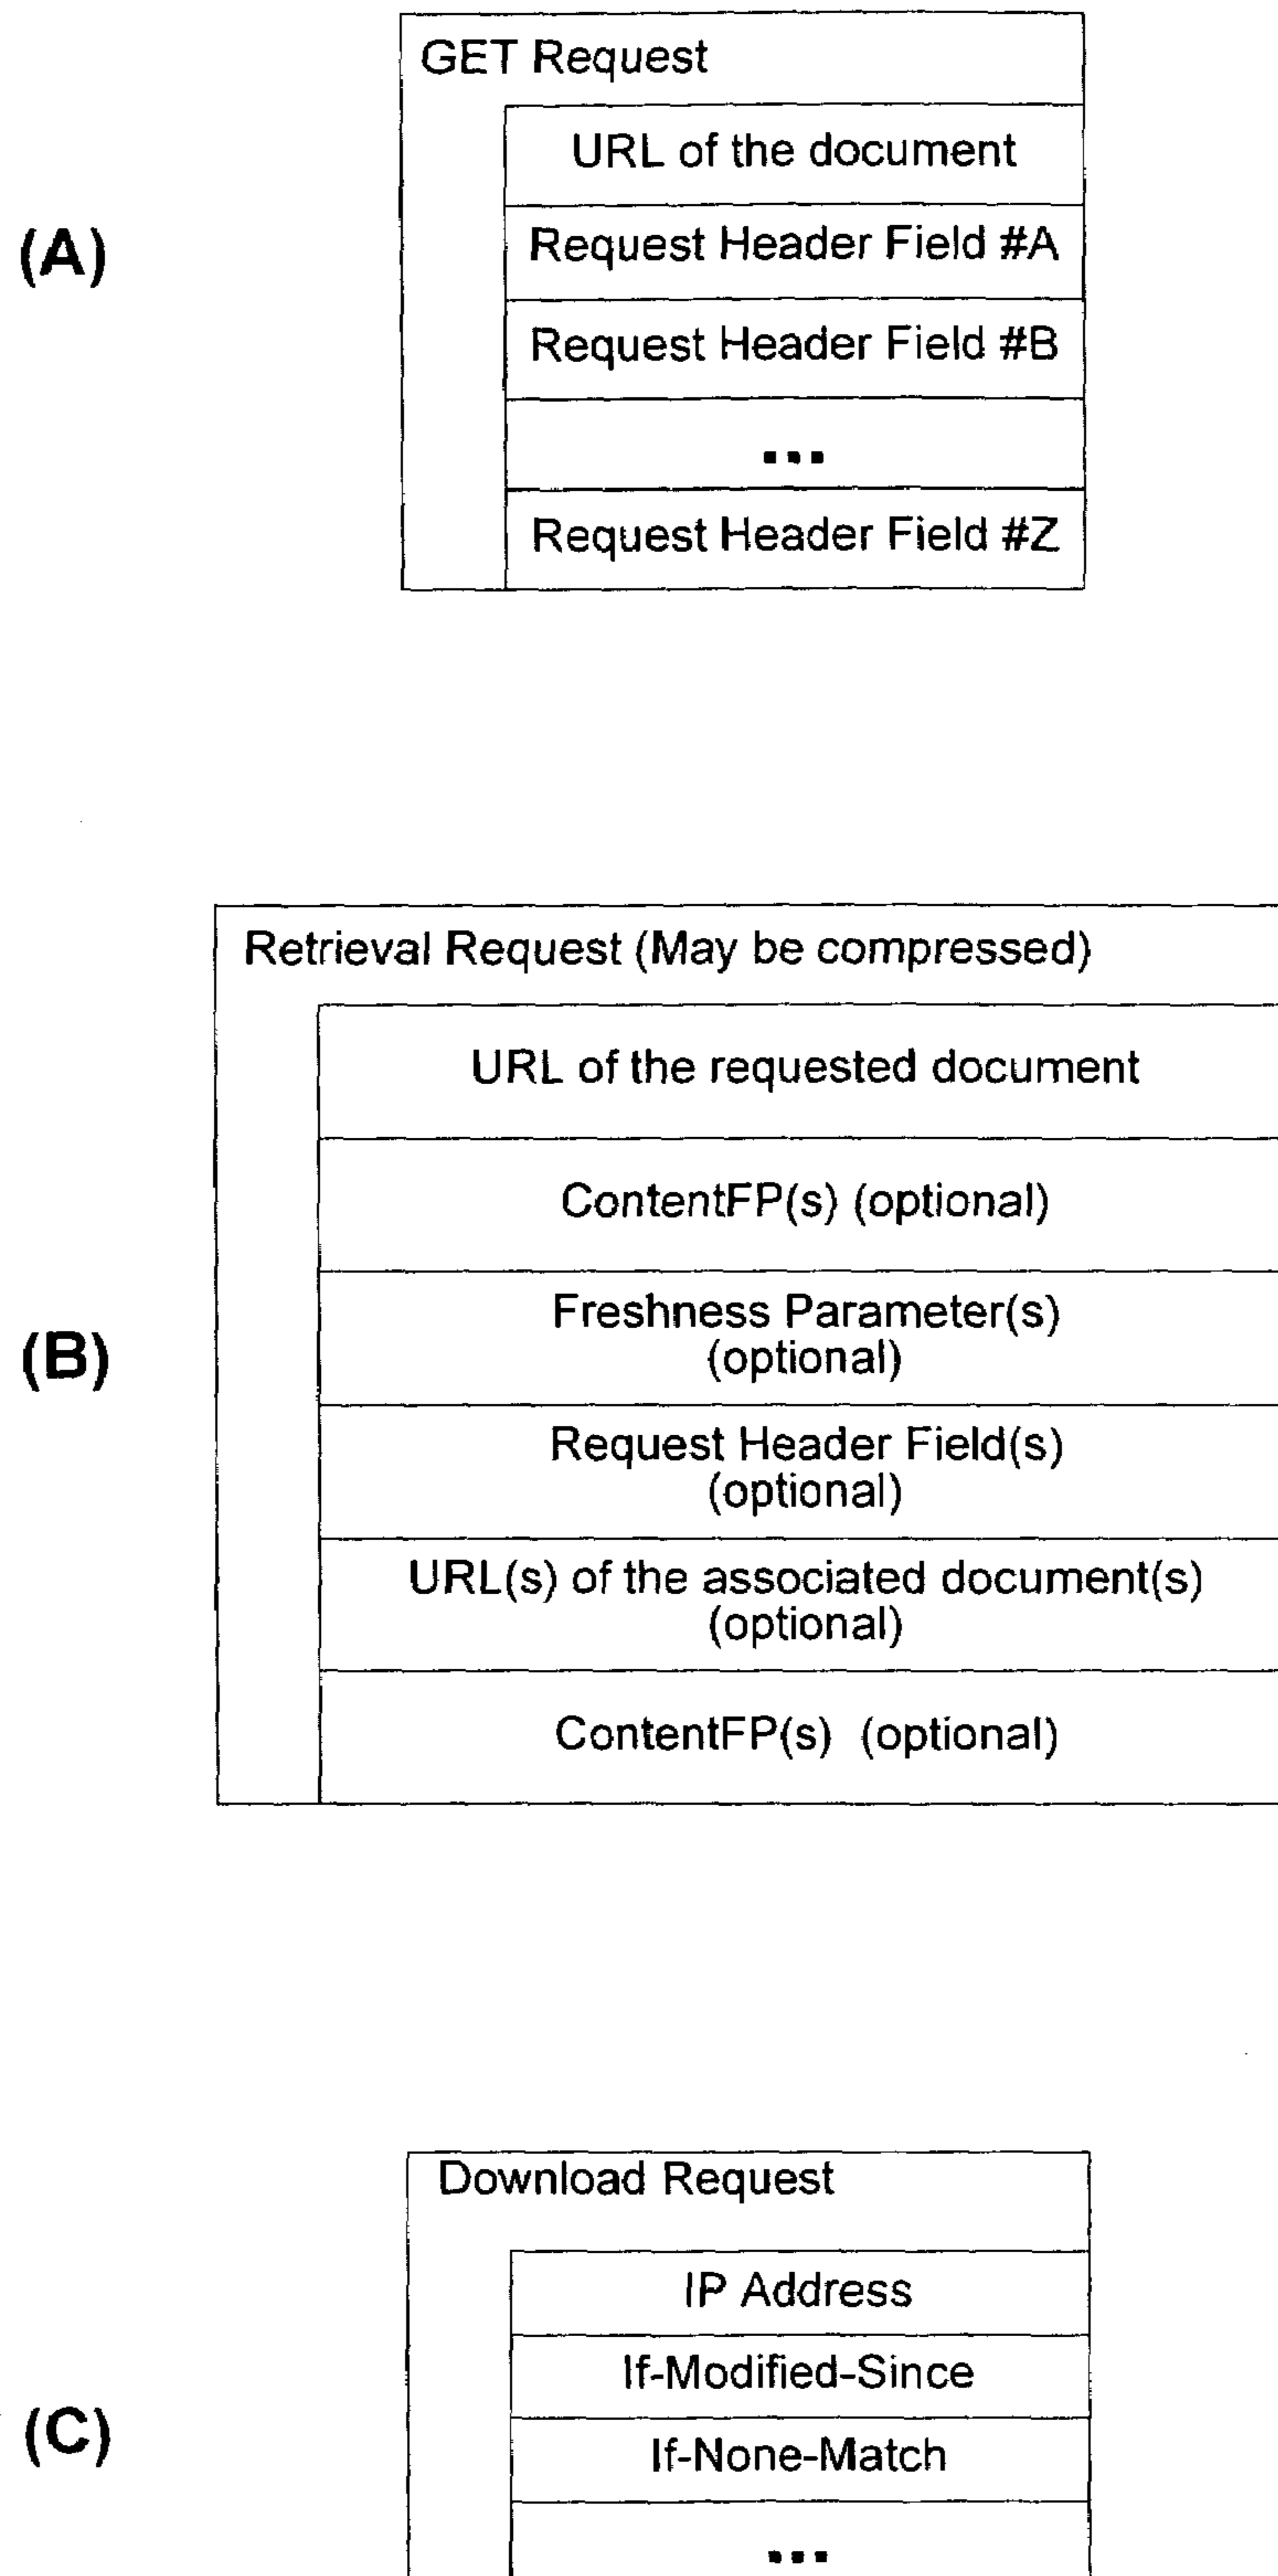 GET Request
URL of the document
(A)
Request Header Field #A
Request Header Field #B
...
Request Header Field #Z
Retrieval Request (May be compressed)
URL of the requested document
ContentFP(s) (optional)
Freshness Parameter(s)
(optional)
(B)
Request Header Field(s)
(optional)
URL(s) of the associated document(s)
(optional)
ContentFP(s) (optional)
Download Request
IP Address
If-Modified-Since
(C)
If-None-Match
...